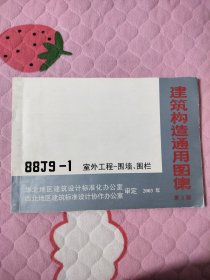 建筑构造通用图集
88J9-1 室外工程-围墙、围栏
华北地区建筑设计标准化办公室
西北地区建筑标准设计协作办公室
审定 2003 年